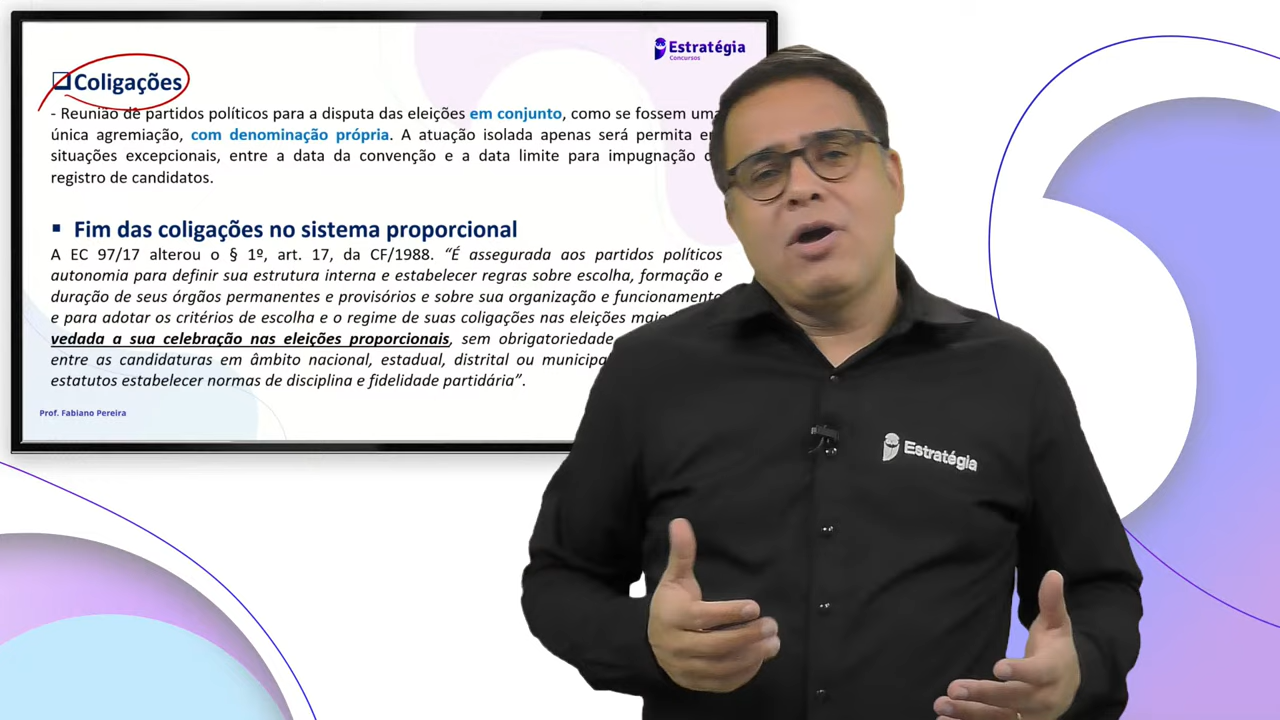 Estratégia
Concursos
Coligações
- Reunião de partidos políticos para a disputa das eleições em conjunto, como se fossem uma
única agremiação, com denominação própria. A atuação isolada apenas será permita
situações excepcionais, entre a data da convenção e a data limite para impugnação
registro de candidatos.
▪ Fim das coligações no sistema proporcional
A EC 97/17 alterou o § 1º, art. 17, da CF/1988. “É assegurada aos partidos políticos
autonomia para definir sua estrutura interna e estabelecer regras sobre escolha, formação e
duração de seus órgãos permanentes e provisórios e sobre sua organização e funcionamento
e para adotar os critérios de escolha e o regime de suas coligações nas eleições
vedada a sua celebração nas eleições proporcionais, sem obrigatoriedade
entre as candidaturas em âmbito nacional, estadual, distrital ou
estatutos estabelecer normas de disciplina e fidelidade partidária”.
Prof. Fabiano Pereira
Estratégia